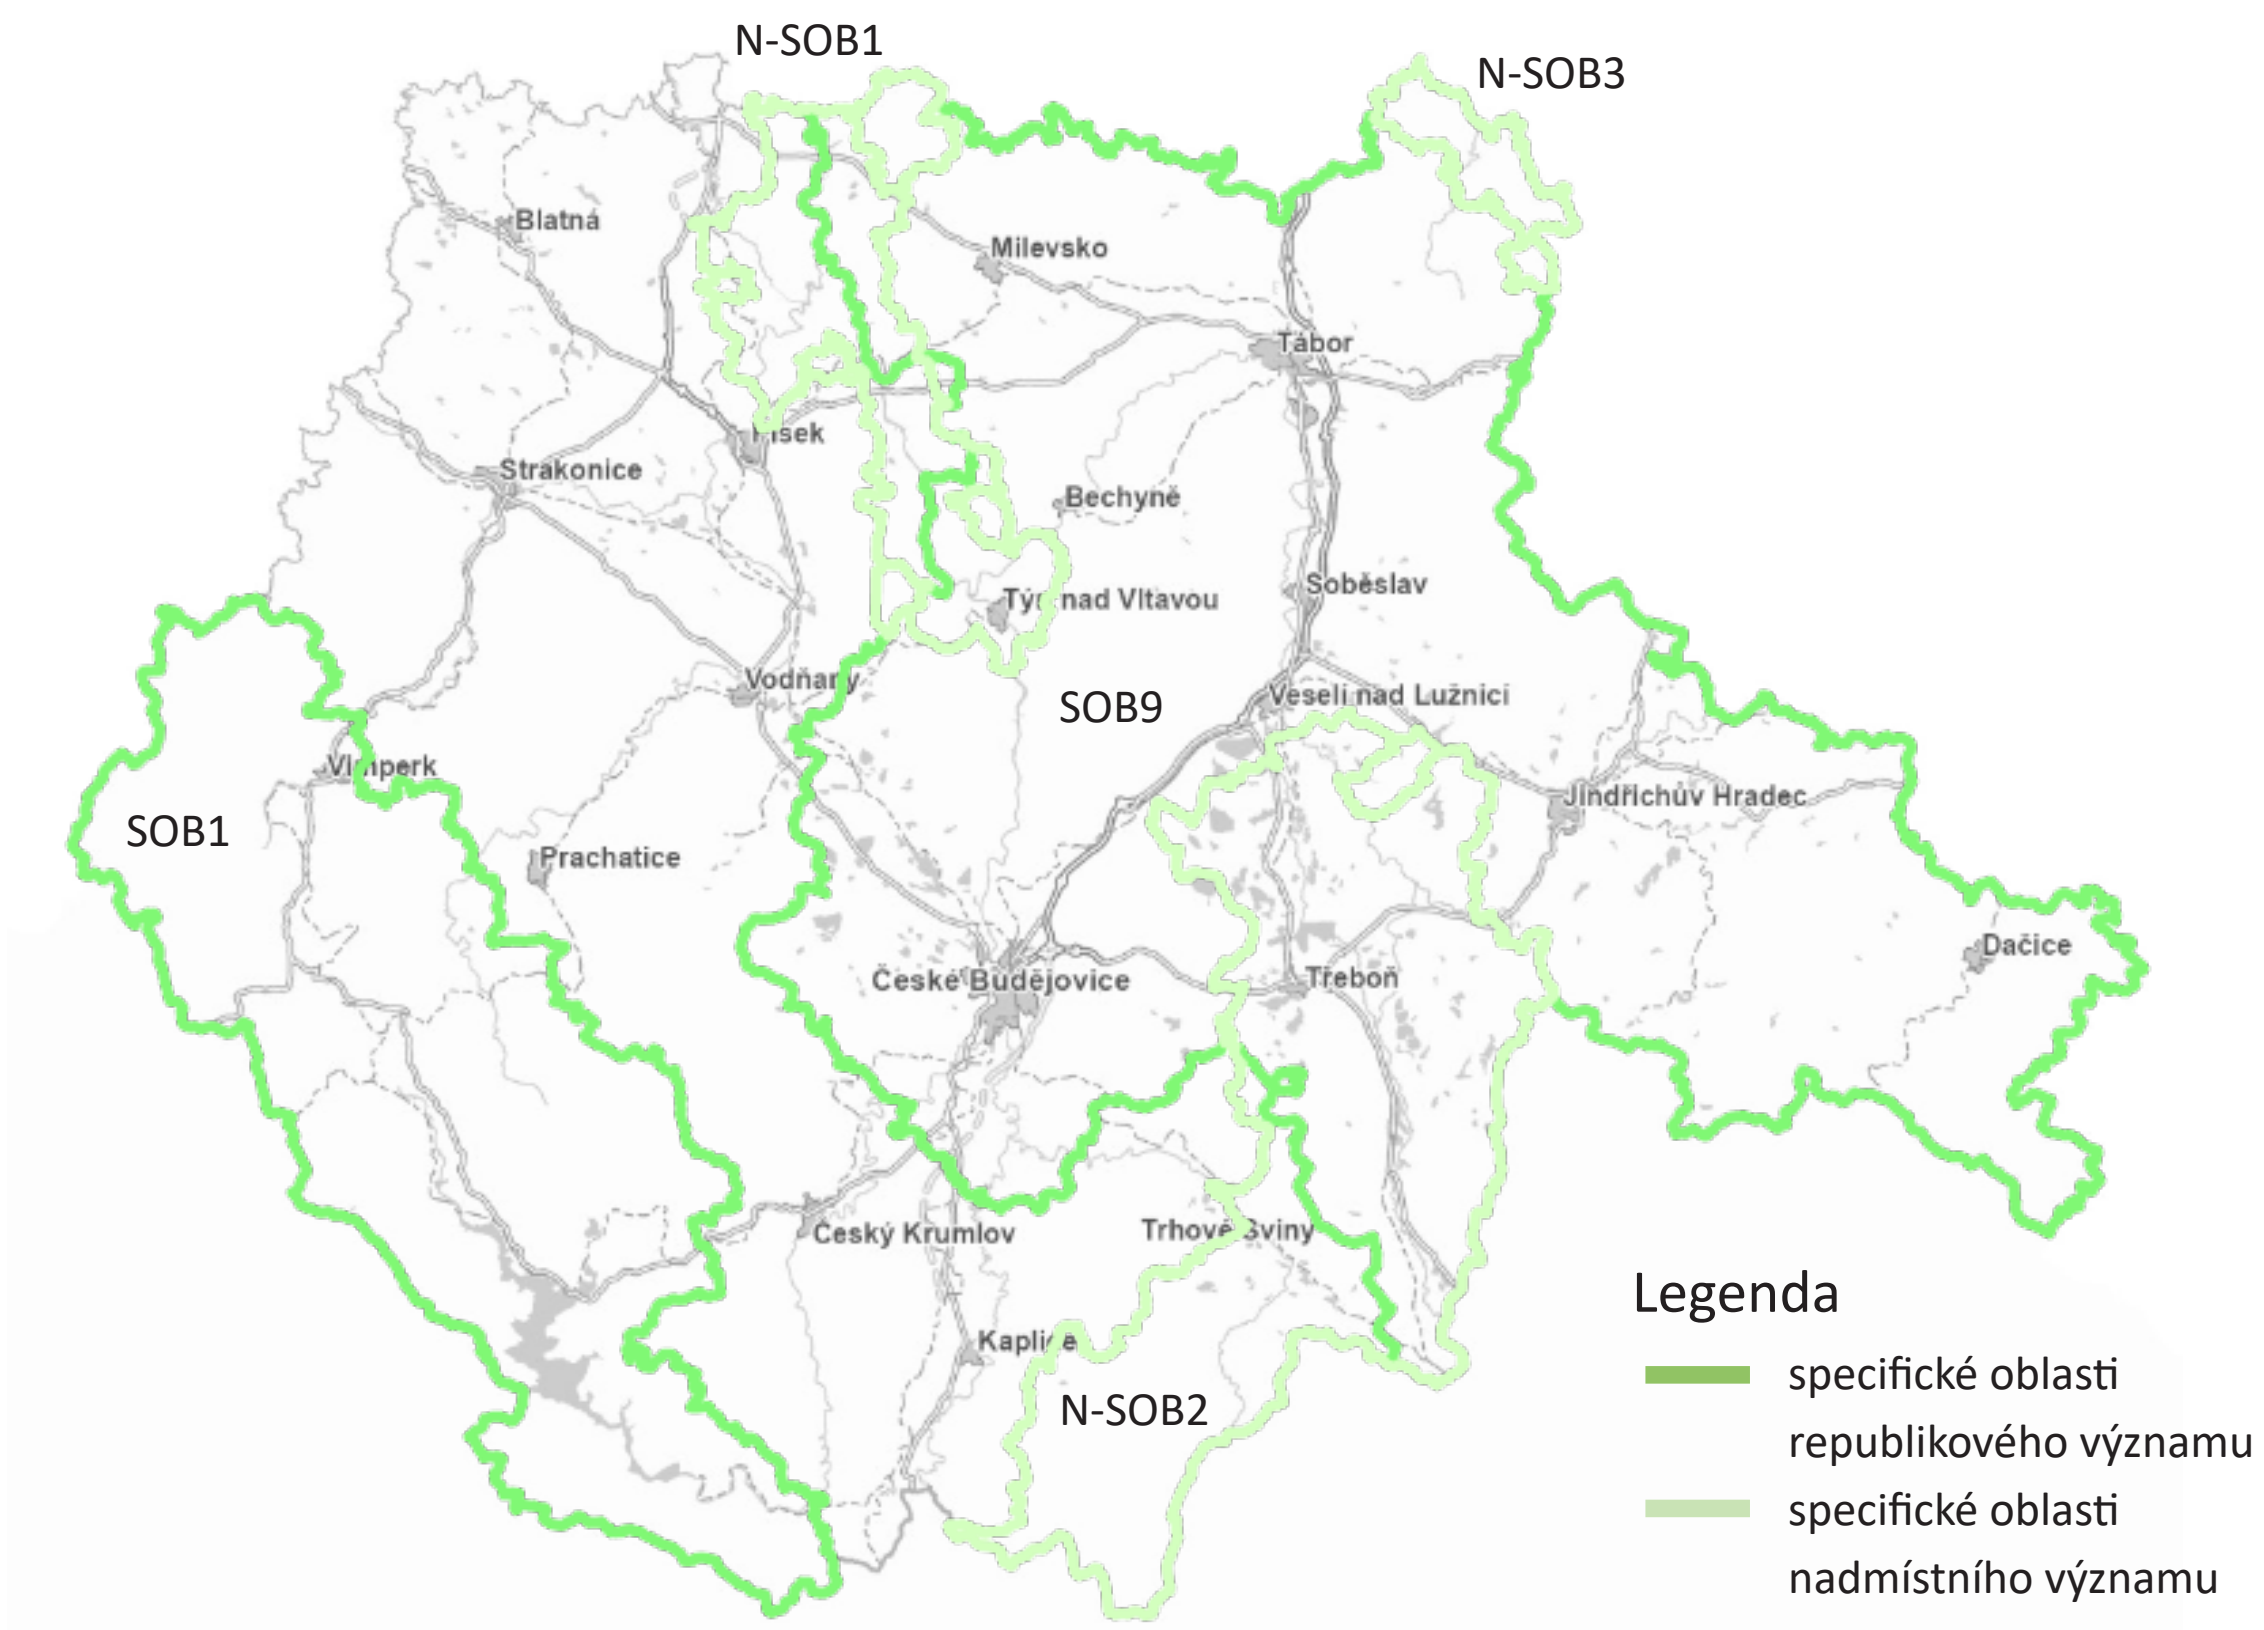 N-SOB1
N-SOB3
Blatná
Milevsko
Tábor
Písek
Strakonice
Bechyně
Soběslav
Týn nad Vltavou
Vodňany
Veselí nad Lužnicí
SOB9
Vimperk
Jindřichův Hradec
SOB1
Prachatice
Dačice
České Budějovice
Třeboň
Český Krumlov
Trhové Sviny
Kaplice
N-SOB2
Legenda
specifické oblasti
republikového významu
specifické oblasti
nadmístního významu